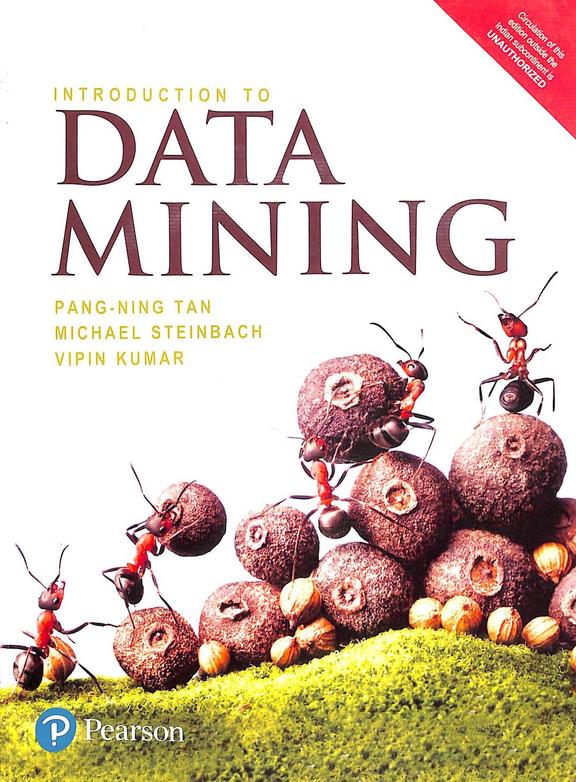 Circulation of this
edition outside the
Indian subcontinent is
UNAUTHORIZED
INTRODUCTION TO
DATA
MINING
PANG-NING TAN
MICHAEL STEINBACH
VIPIN KUMAR
P
Pearson